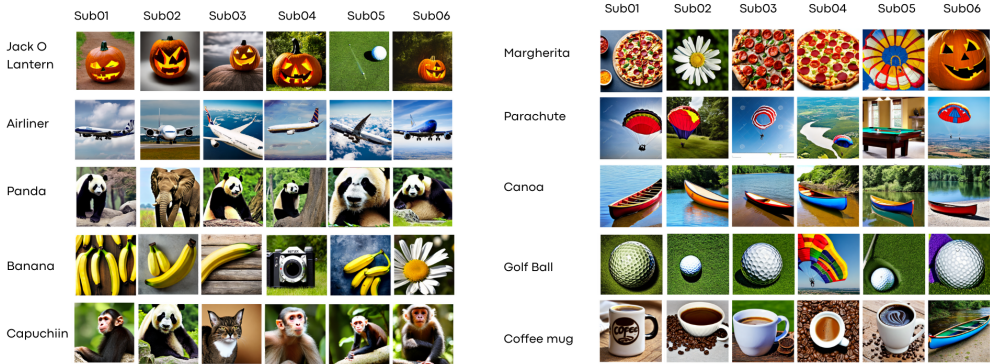 Sub01 Sub02 Sub03 Sub04 Sub05 Sub06
Jack O
Lantern
Airliner
Panda
Banana
Capuchiin
Sub01 Sub02 Sub03 Sub04 Sub05 Sub06
Margherita
Parachute
Canoa
Golf Ball
Coffee mug
COFFEE